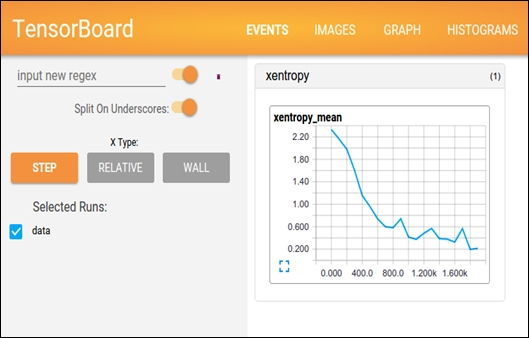 TensorBoard
EVENTS IMAGES GRAPH HISTOGRAMS
input new regex
Split On Underscores:
X Type:
STEP RELATIVE WALL
Selected Runs:
data
xentropy (1)
xentropy_mean
2.20
1.80
1.40
1.00
0.600
0.200
0.000 400.0 800.0 1.200k 1.600k